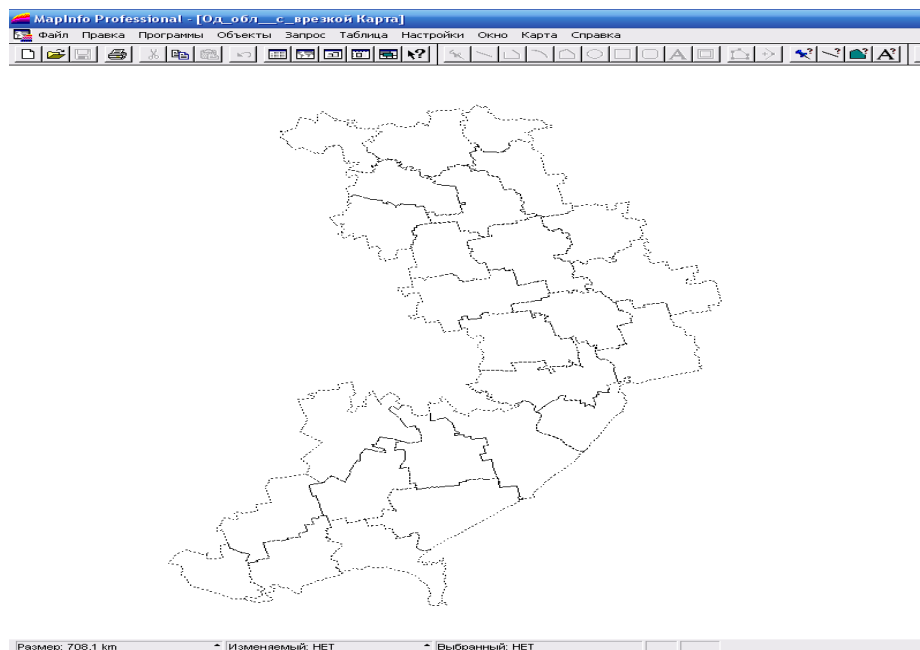 MapInfo Professional - [Од_обл__с_врезкой Карта]
Файл Правка Программы Объекты Запрос Таблица Настройки Окно Карта Справка
Размер: 708.1 km Изменяемый: НЕТ Выбранный: НЕТ